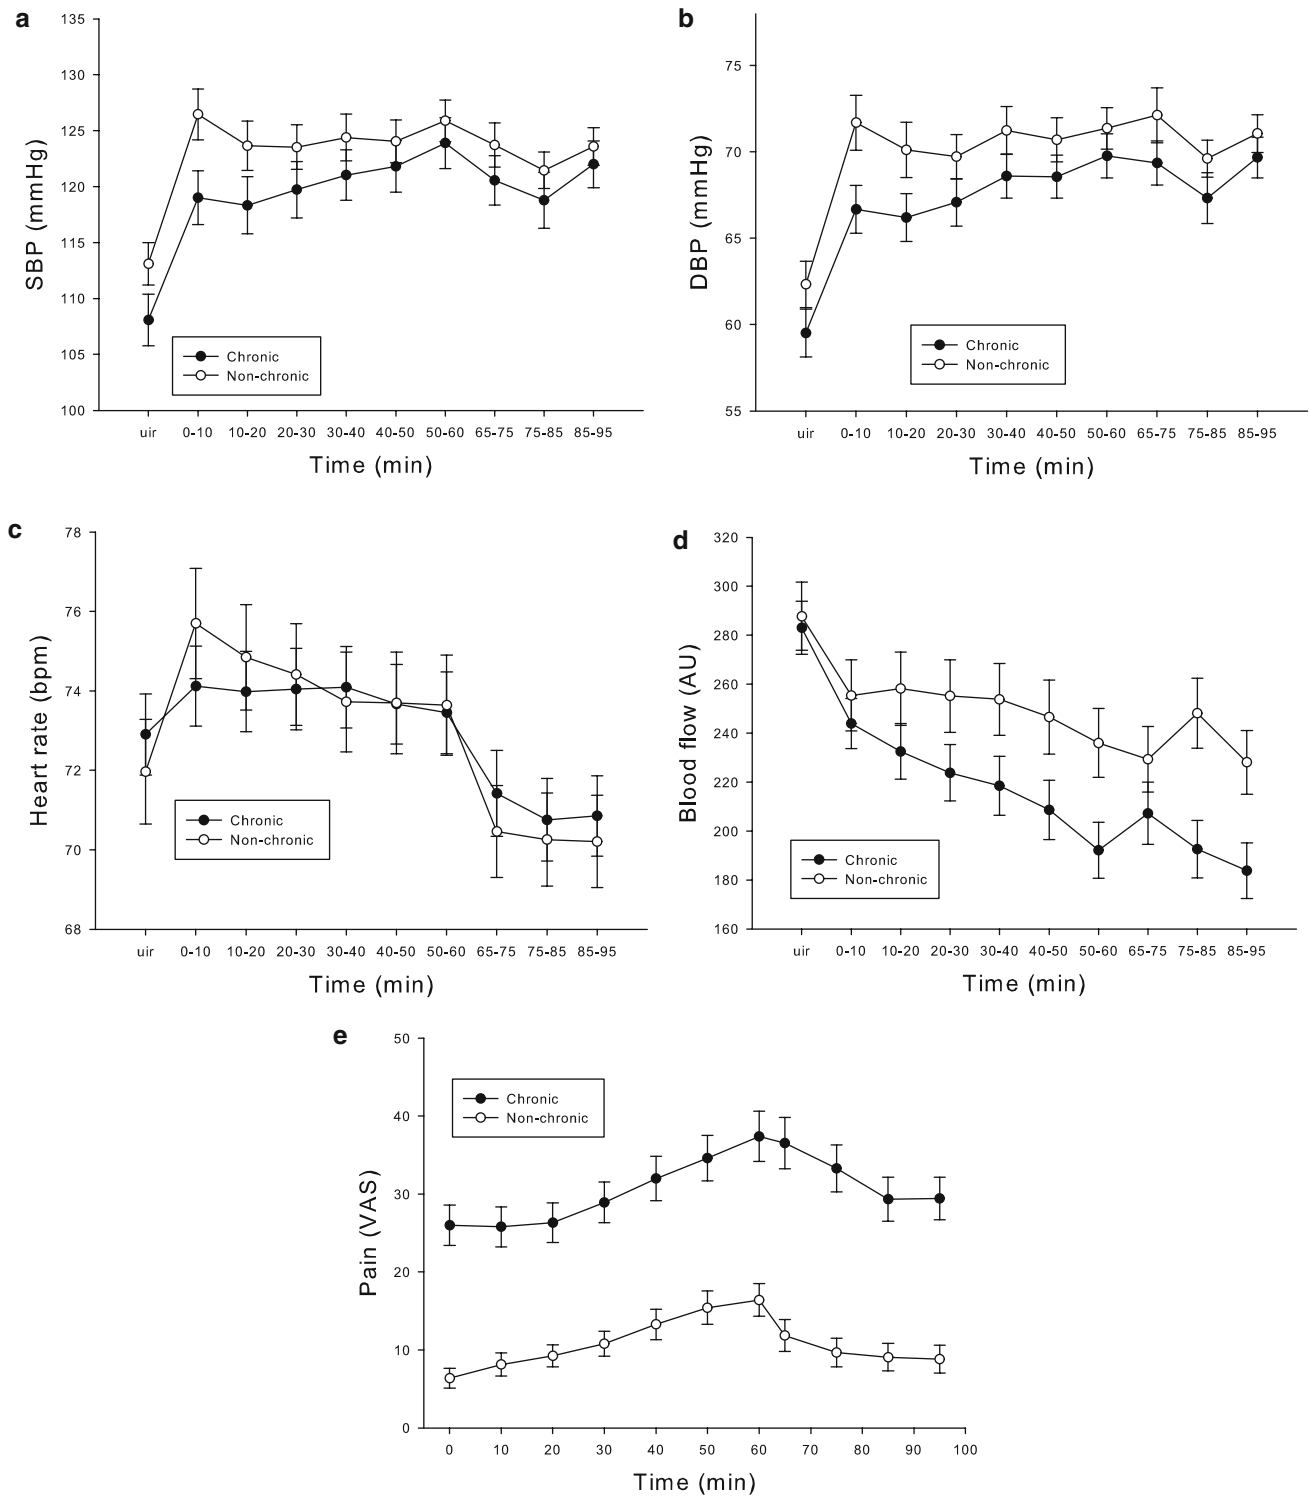 a
135
130
125
120
115
110
105
100
SBP (mmHg)
Chronic
Non-chronic
uir 0-10 10-20 20-30 30-40 40-50 50-60 65-75 75-85 85-95
Time (min)
b
75
70
65
60
55
DBP (mmHg)
Chronic
Non-chronic
uir 0-10 10-20 20-30 30-40 40-50 50-60 65-75 75-85 85-95
Time (min)
c
78
76
74
72
70
68
Heart rate (bpm)
Chronic
Non-chronic
uir 0-10 10-20 20-30 30-40 40-50 50-60 65-75 75-85 85-95
Time (min)
d
320
300
280
260
240
220
200
180
160
Blood flow (AU)
Chronic
Non-chronic
uir 0-10 10-20 20-30 30-40 40-50 50-60 65-75 75-85 85-95
Time (min)
e
50
40
30
20
10
0
Pain (VAS)
Chronic
Non-chronic
0 10 20 30 40 50 60 70 80 90 100
Time (min)